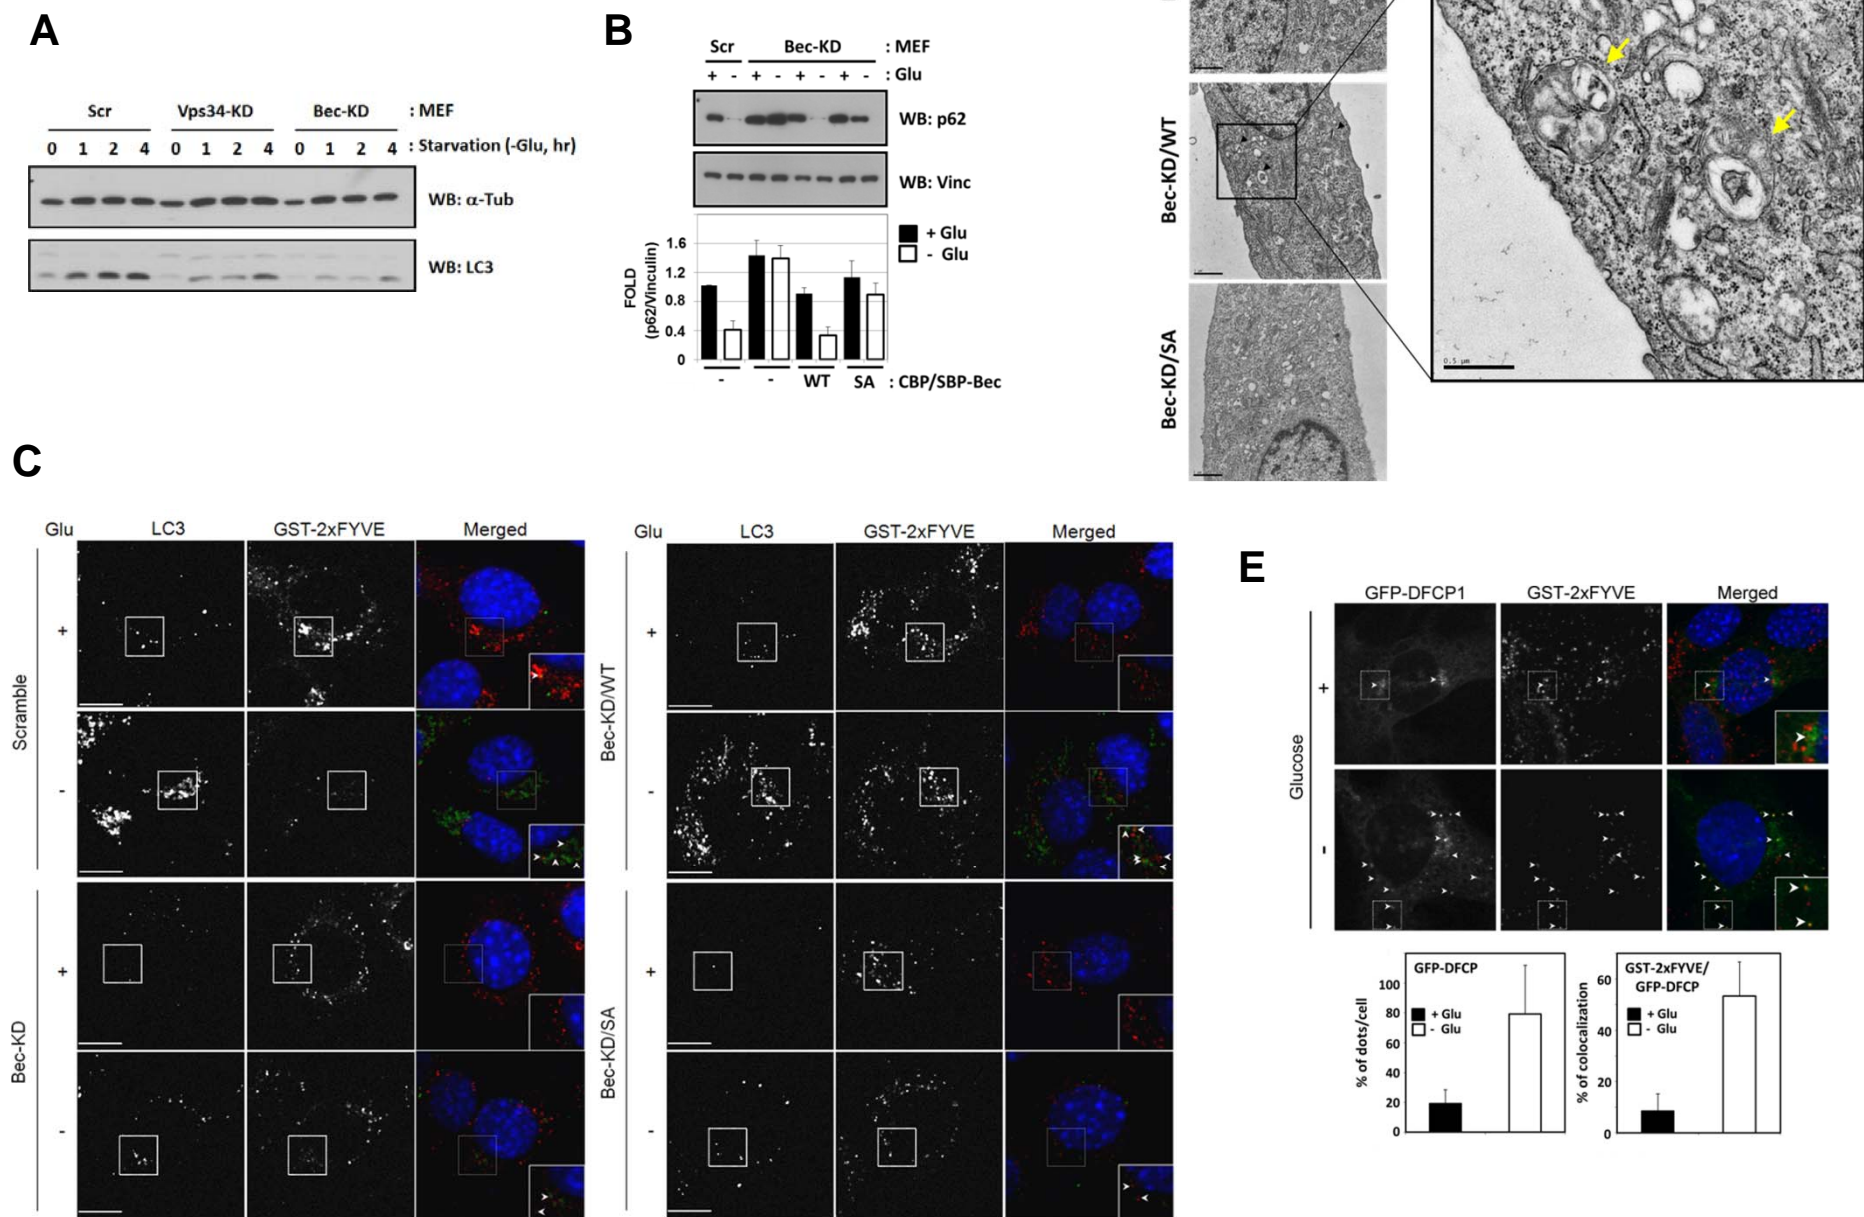 A
Scr Vps34-KD Bec-KD : MEF
0 1 2 4 0 1 2 4 0 1 2 4 : Starvation (-Glu, hr)
WB: α-Tub
WB: LC3
B
Scr Bec-KD : MEF
+ - + - + - + - : Glu
WB: p62
WB: Vinc
FOLD
(p62/Vinculin)
1.6
1.2
0.8
0.4
0
+ Glu
- Glu
- - WT SA : CBP/SBP-Bec
Bec-KD/WT
Bec-KD/SA
0.5 μm
C
Glu LC3 GST-2xFYVE Merged
Scramble
+
-
Bec-KD
+
-
Glu LC3 GST-2xFYVE Merged
Bec-KD/WT
+
-
Bec-KD/SA
+
-
E
GFP-DFCP1 GST-2xFYVE Merged
Glucose
+
-
GFP-DFCP
+ Glu
- Glu
% of dots/cell
100
80
60
40
20
0
GST-2xFYVE/
GFP-DFCP
+ Glu
- Glu
% of colocalization
60
40
20
0